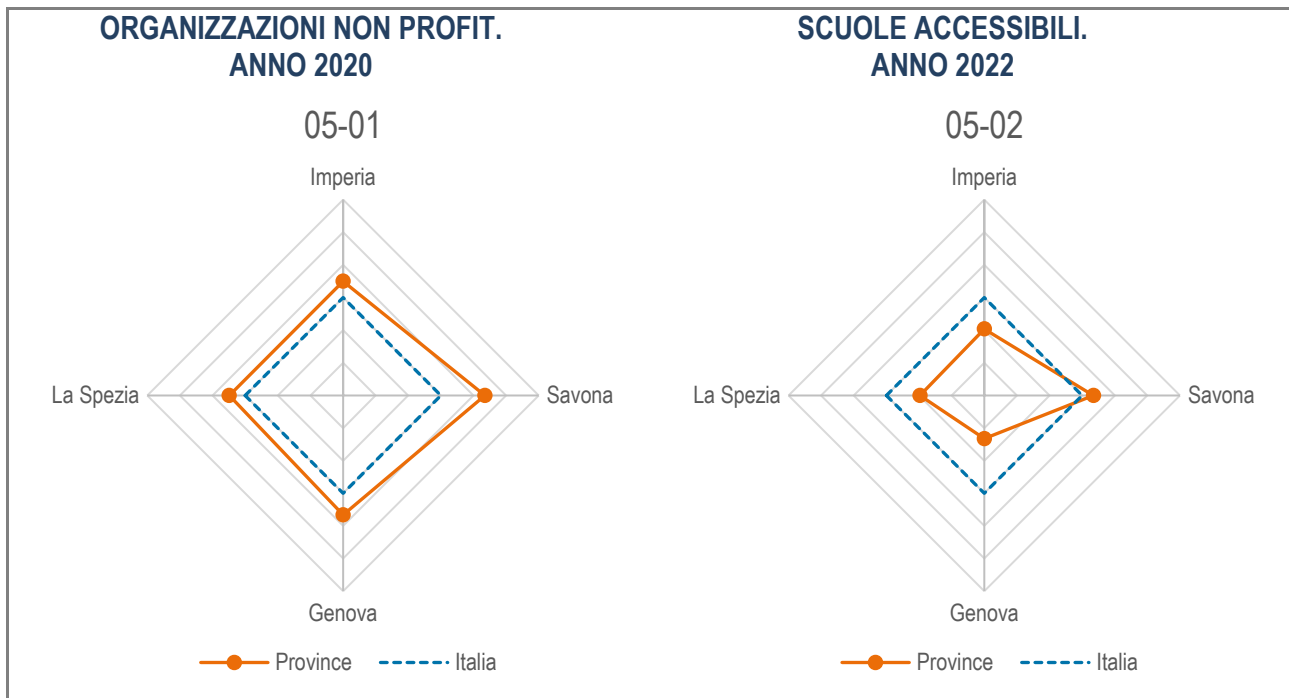 ORGANIZZAZIONI NON PROFIT.
ANNO 2020
05-01
Imperia
La Spezia
Savona
Genova
Province
Italia
SCUOLE ACCESSIBILI.
ANNO 2022
05-02
Imperia
La Spezia
Savona
Genova
Province
Italia